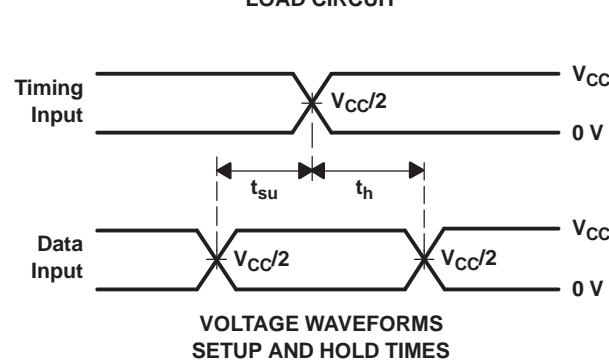 LOAD CIRCUIT
Timing Input
VCC
VCC/2
0 V
tsu
th
Data Input
VCC
VCC/2
VCC/2
0 V
VOLTAGE WAVEFORMS
SETUP AND HOLD TIMES